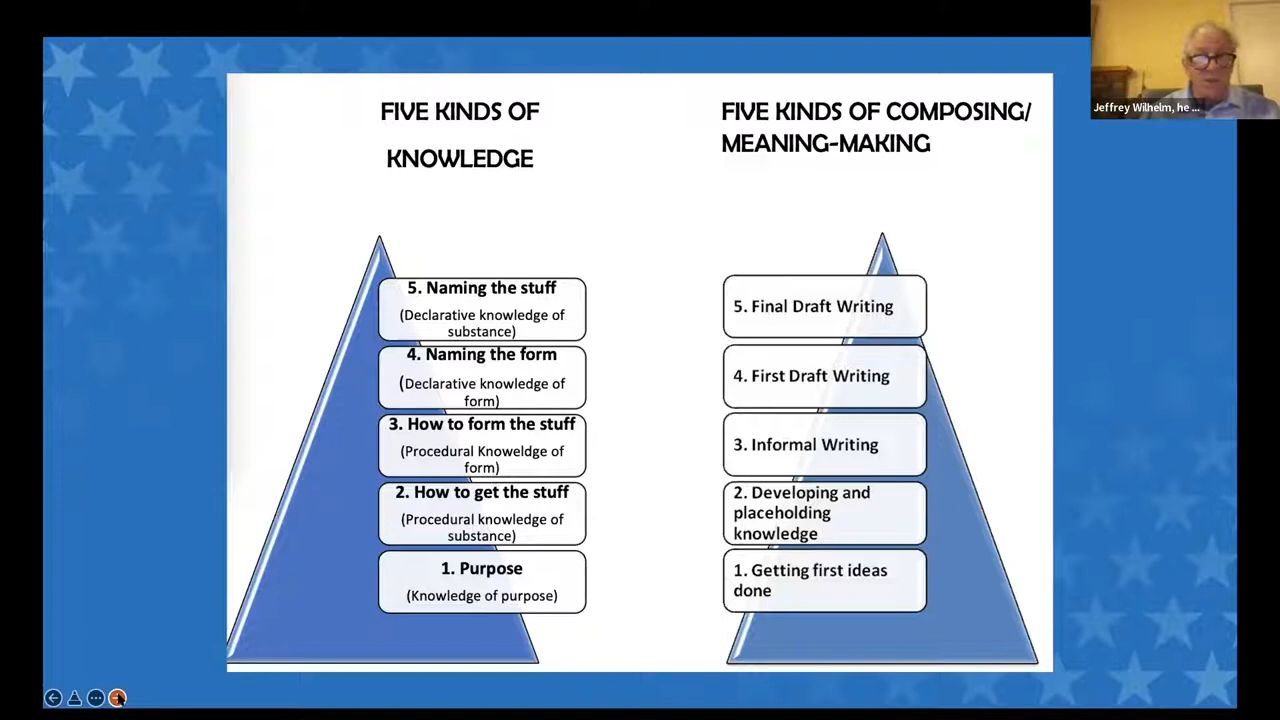 FIVE KINDS OF
KNOWLEDGE
5. Naming the stuff
(Declarative knowledge of
substance)
4. Naming the form
(Declarative knowledge of
form)
3. How to form the stuff
(Procedural Knoweldge of
form)
2. How to get the stuff
(Procedural knowledge of
substance)
1. Purpose
(Knowledge of purpose)
FIVE KINDS OF COMPOSING/
MEANING-MAKING
5. Final Draft Writing
4. First Draft Writing
3. Informal Writing
2. Developing and
placeholding
knowledge
1. Getting first ideas
done
Jeffrey Wilhelm, he ...